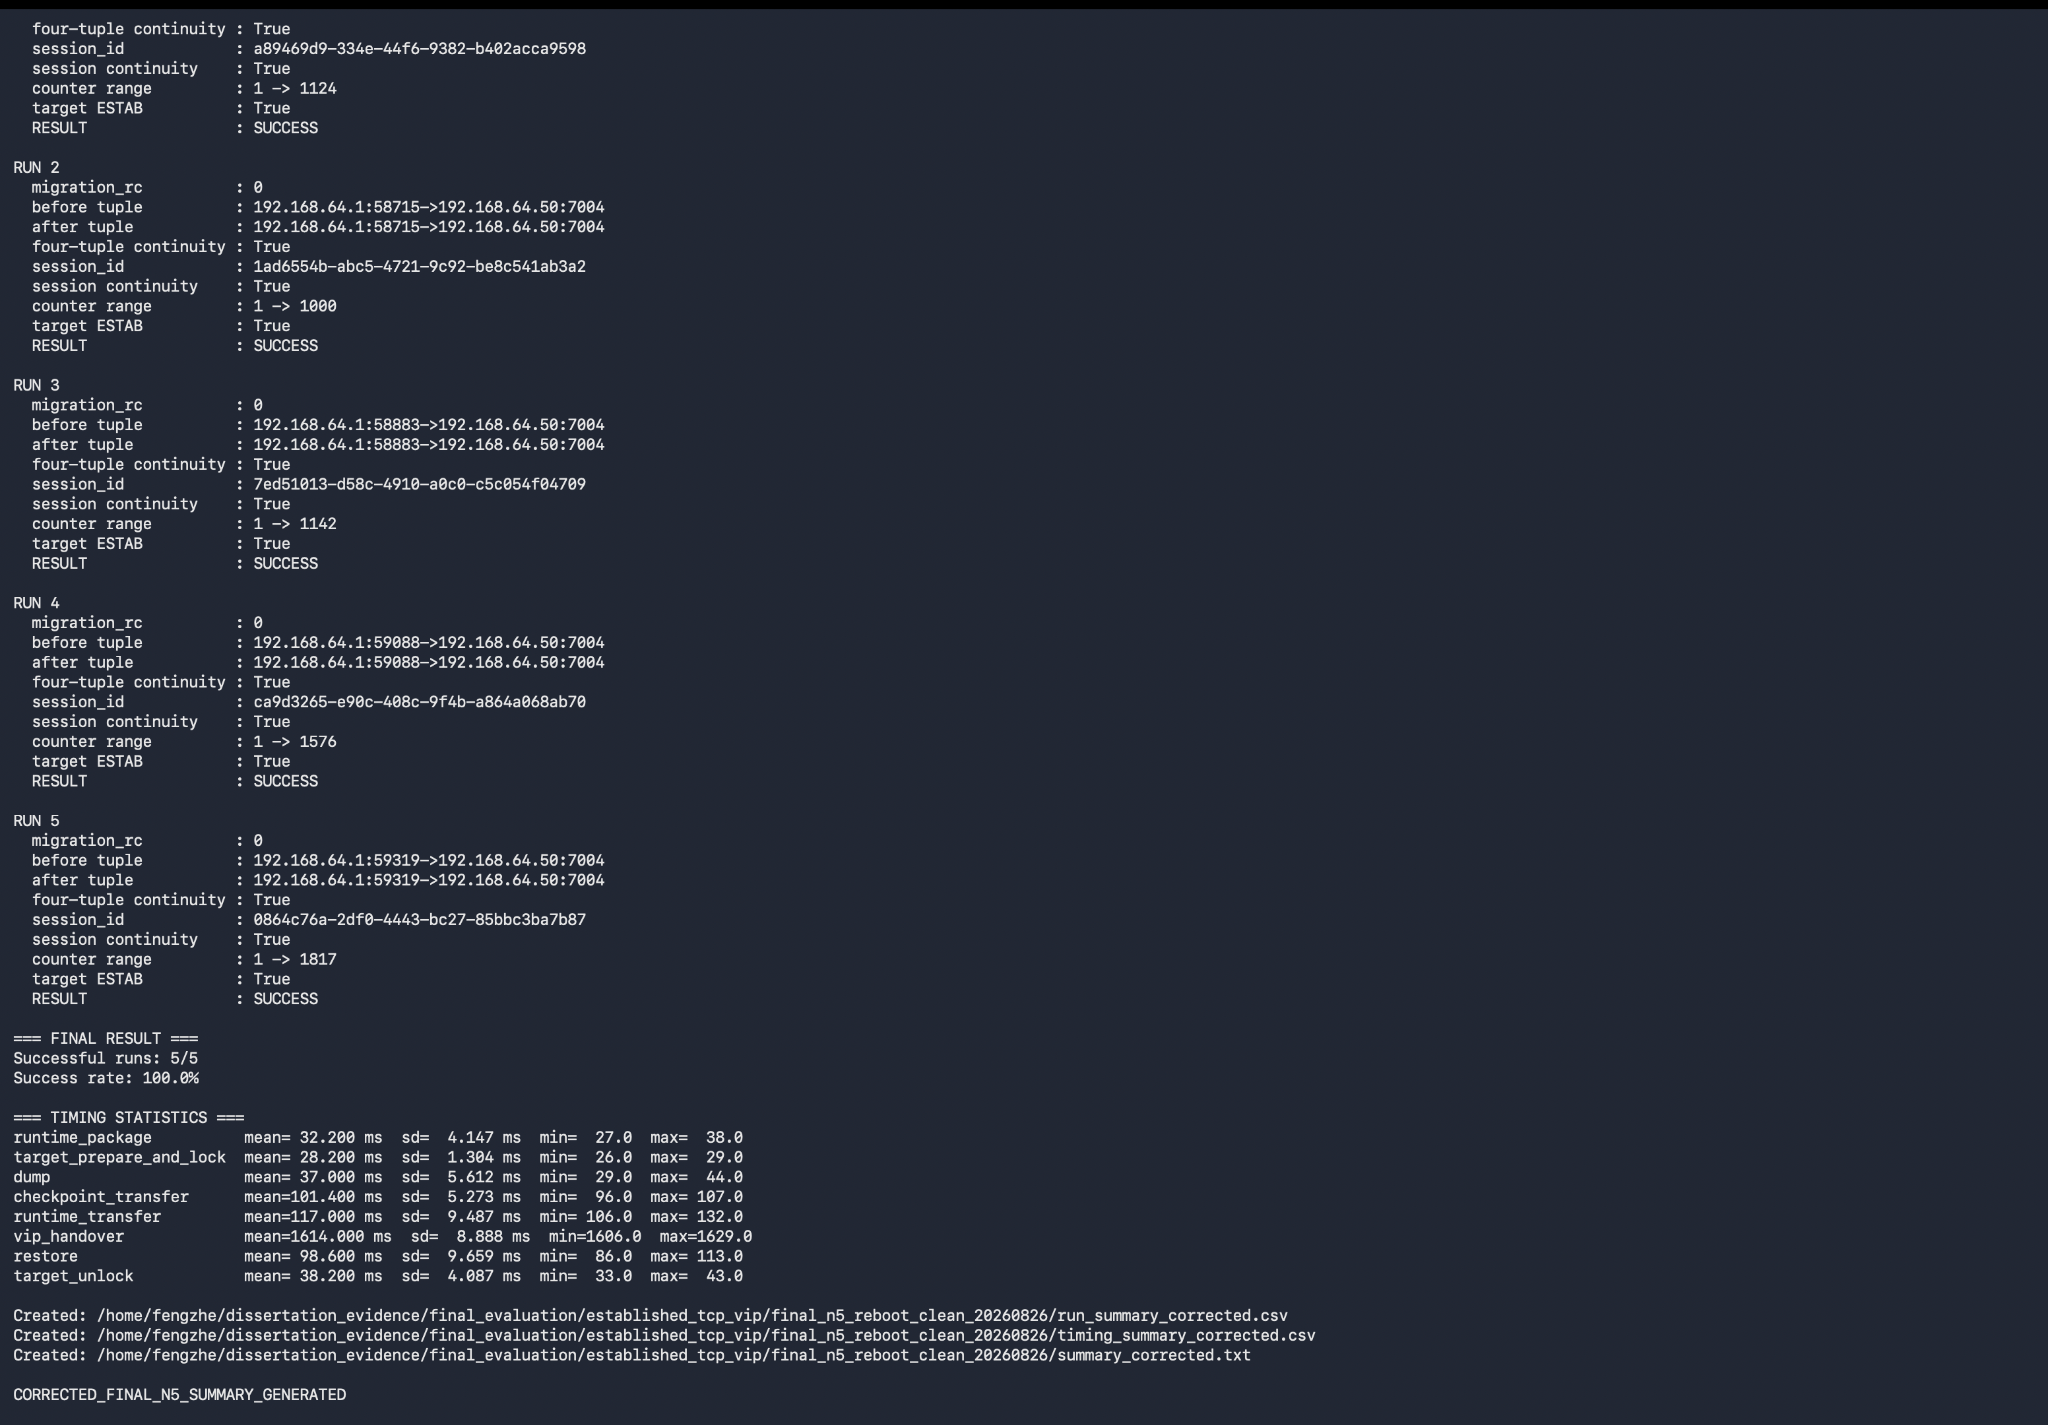 four-tuple continuity : True
session_id : a89469d9-334e-44f6-9382-b402acca9598
session continuity : True
counter range : 1 -> 1124
target ESTAB : True
RESULT : SUCCESS
RUN 2
migration_rc : 0
before tuple : 192.168.64.1:58715->192.168.64.50:7004
after tuple : 192.168.64.1:58715->192.168.64.50:7004
four-tuple continuity : True
session_id : 1ad6554b-abc5-4721-9c92-be8c541ab3a2
session continuity : True
counter range : 1 -> 1000
target ESTAB : True
RESULT : SUCCESS
RUN 3
migration_rc : 0
before tuple : 192.168.64.1:58883->192.168.64.50:7004
after tuple : 192.168.64.1:58883->192.168.64.50:7004
four-tuple continuity : True
session_id : 7ed51013-d58c-4910-a0c0-c5c054f04709
session continuity : True
counter range : 1 -> 1142
target ESTAB : True
RESULT : SUCCESS
RUN 4
migration_rc : 0
before tuple : 192.168.64.1:59088->192.168.64.50:7004
after tuple : 192.168.64.1:59088->192.168.64.50:7004
four-tuple continuity : True
session_id : ca9d3265-e90c-408c-9f4b-a864a068ab70
session continuity : True
counter range : 1 -> 1576
target ESTAB : True
RESULT : SUCCESS
RUN 5
migration_rc : 0
before tuple : 192.168.64.1:59319->192.168.64.50:7004
after tuple : 192.168.64.1:59319->192.168.64.50:7004
four-tuple continuity : True
session_id : 0864c76a-2df0-4443-bc27-85bbc3ba7b87
session continuity : True
counter range : 1 -> 1817
target ESTAB : True
RESULT : SUCCESS
=== FINAL RESULT ===
Successful runs: 5/5
Success rate: 100.0%
=== TIMING STATISTICS ===
runtime_package mean= 32.200 ms sd= 4.147 ms min= 27.0 max= 38.0
target_prepare_and_lock mean= 28.200 ms sd= 1.304 ms min= 26.0 max= 29.0
dump mean= 37.000 ms sd= 5.612 ms min= 29.0 max= 44.0
checkpoint_transfer mean=101.400 ms sd= 5.273 ms min= 96.0 max= 107.0
runtime_transfer mean=117.000 ms sd= 9.487 ms min= 106.0 max= 132.0
vip_handover mean=1614.000 ms sd= 8.888 ms min=1606.0 max=1629.0
restore mean= 98.600 ms sd= 9.659 ms min= 86.0 max= 113.0
target_unlock mean= 38.200 ms sd= 4.087 ms min= 33.0 max= 43.0
Created: /home/fengzhe/dissertation_evidence/final_evaluation/established_tcp_vip/final_n5_reboot_clean_20260826/run_summary_corrected.csv
Created: /home/fengzhe/dissertation_evidence/final_evaluation/established_tcp_vip/final_n5_reboot_clean_20260826/timing_summary_corrected.csv
Created: /home/fengzhe/dissertation_evidence/final_evaluation/established_tcp_vip/final_n5_reboot_clean_20260826/summary_corrected.txt
CORRECTED_FINAL_N5_SUMMARY_GENERATED